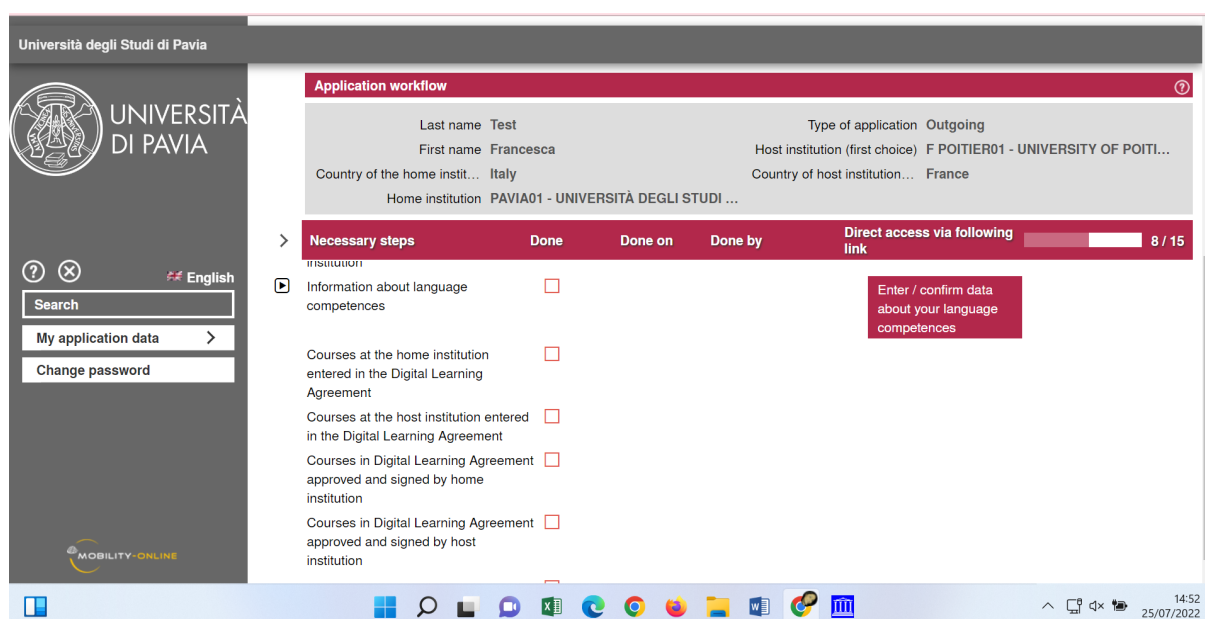 Università degli Studi di Pavia
UNIVERSITÀ
DI PAVIA
English
Search
My application data
Change password
MOBILITY-ONLINE
Application workflow
Last name Test
Type of application Outgoing
First name Francesca
Host institution (first choice) F POITIER01 - UNIVERSITY OF POITI...
Country of the home instit... Italy
Country of host institution... France
Home institution PAVIA01 - UNIVERSITÀ DEGLI STUDI ...
Necessary steps Done Done on Done by Direct access via following
link
8 / 15
institution
Information about language
competences
Enter / confirm data
about your language
competences
Courses at the home institution
entered in the Digital Learning
Agreement
Courses at the host institution entered
in the Digital Learning Agreement
Courses in Digital Learning Agreement
approved and signed by home
institution
Courses in Digital Learning Agreement
approved and signed by host
institution
14:52
25/07/2022